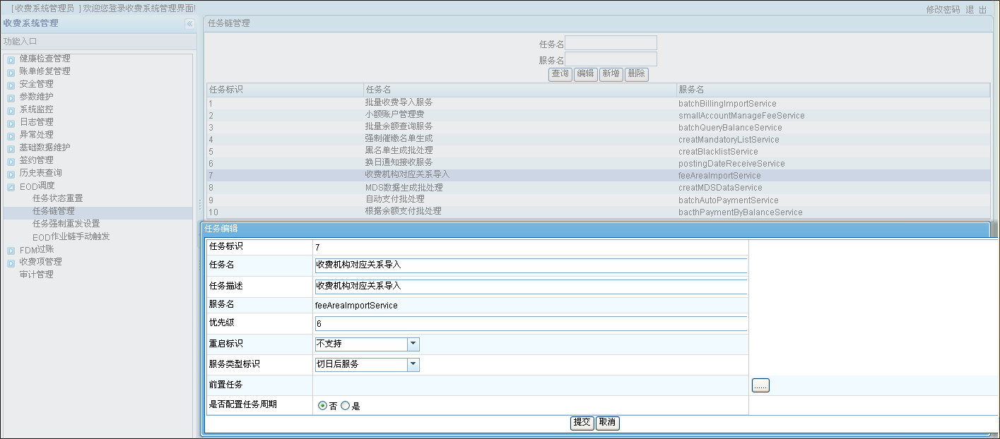 [收费系统管理员 ] 欢迎您登录收费系统管理界面! 修改密码 退 出
收费系统管理 «
功能入口
健康检查管理
账单修复管理
安全管理
参数维护
系统监控
日志管理
异常处理
基础数据维护
签约管理
历史表查询
EOD调度
任务状态重置
任务链管理
任务强制重发设置
EOD作业链手动触发
FDM过账
收费项管理
审计管理
任务链管理
任务名
服务名
查询 编辑 新增 删除
任务标识 任务名 服务名
1 批量收费导入服务 batchBillingImportService
2 小额账户管理费 smallAccountManageFeeService
3 批量余额查询服务 batchQueryBalanceService
4 强制催缴名单生成 creatMandatoryListService
5 黑名单生成批处理 creatBlacklistService
6 换日通知接收服务 postingDateReceiveService
7 收费机构对应关系导入 feeAreaImportService
8 MDS数据生成批处理 creatMDSDataService
9 自动支付批处理 batchAutoPaymentService
10 根据余额支付批处理 bacthPaymentByBalanceService
任务编辑
任务标识 7
任务名 收费机构对应关系导入
任务描述 收费机构对应关系导入
服务名 feeAreaImportService
优先级 6
重启标识 不支持
服务类型标识 切日后服务
前置任务 ......
是否配置任务周期 否 是
提交 取消